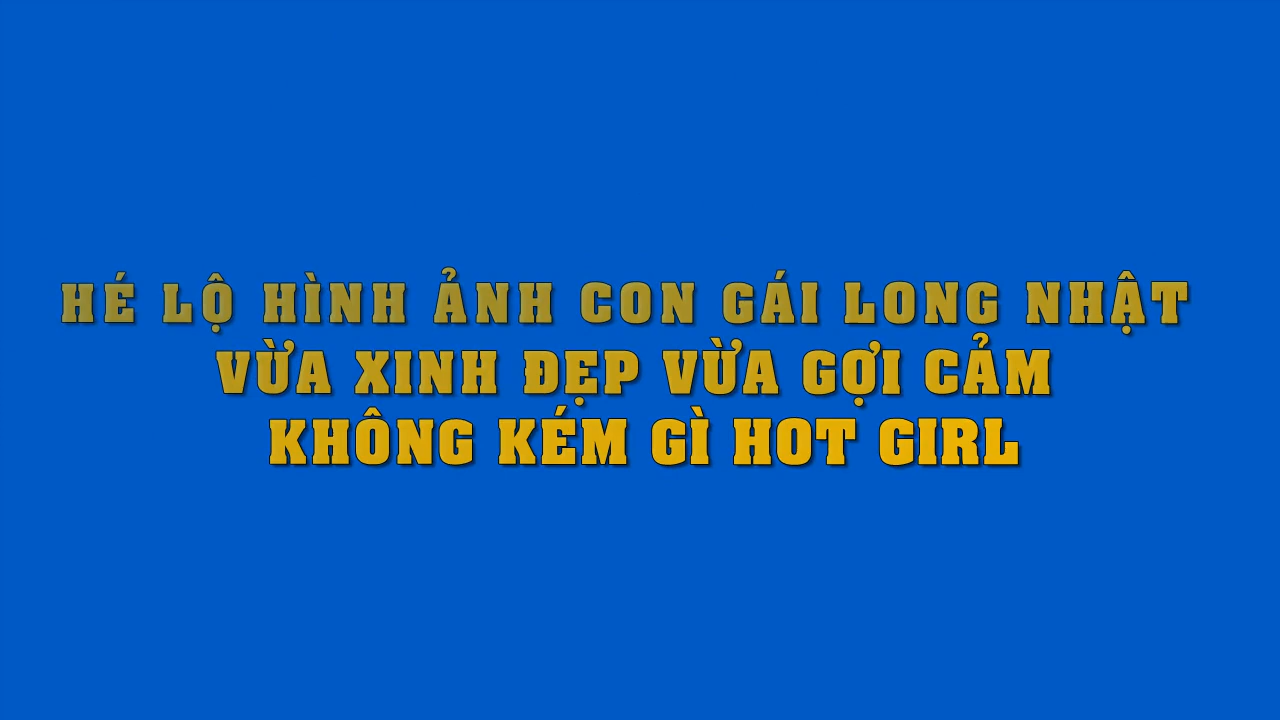 HÉ LỘ HÌNH ẢNH CON GÁI LONG NHẬT
VỪA XINH ĐẸP VỪA GỢI CẢM
KHÔNG KÉM GÌ HOT GIRL